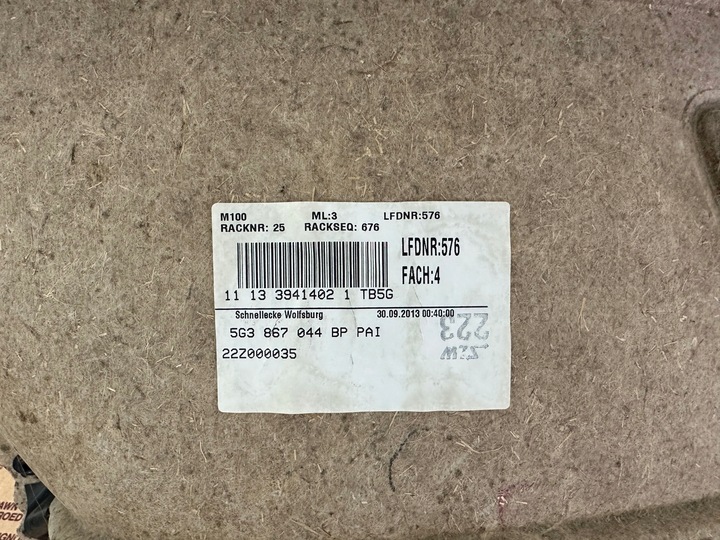 M100 ML:3 LFDNR:576
RACKNR: 25 RACKSEQ: 676
LFDNR:576
FACH:4
11 13 3941402 1 TB5G
Schnellecke Wolfsburg 30.09.2013 00:40:00
5G3 867 044 BP PAI
22Z000035
223